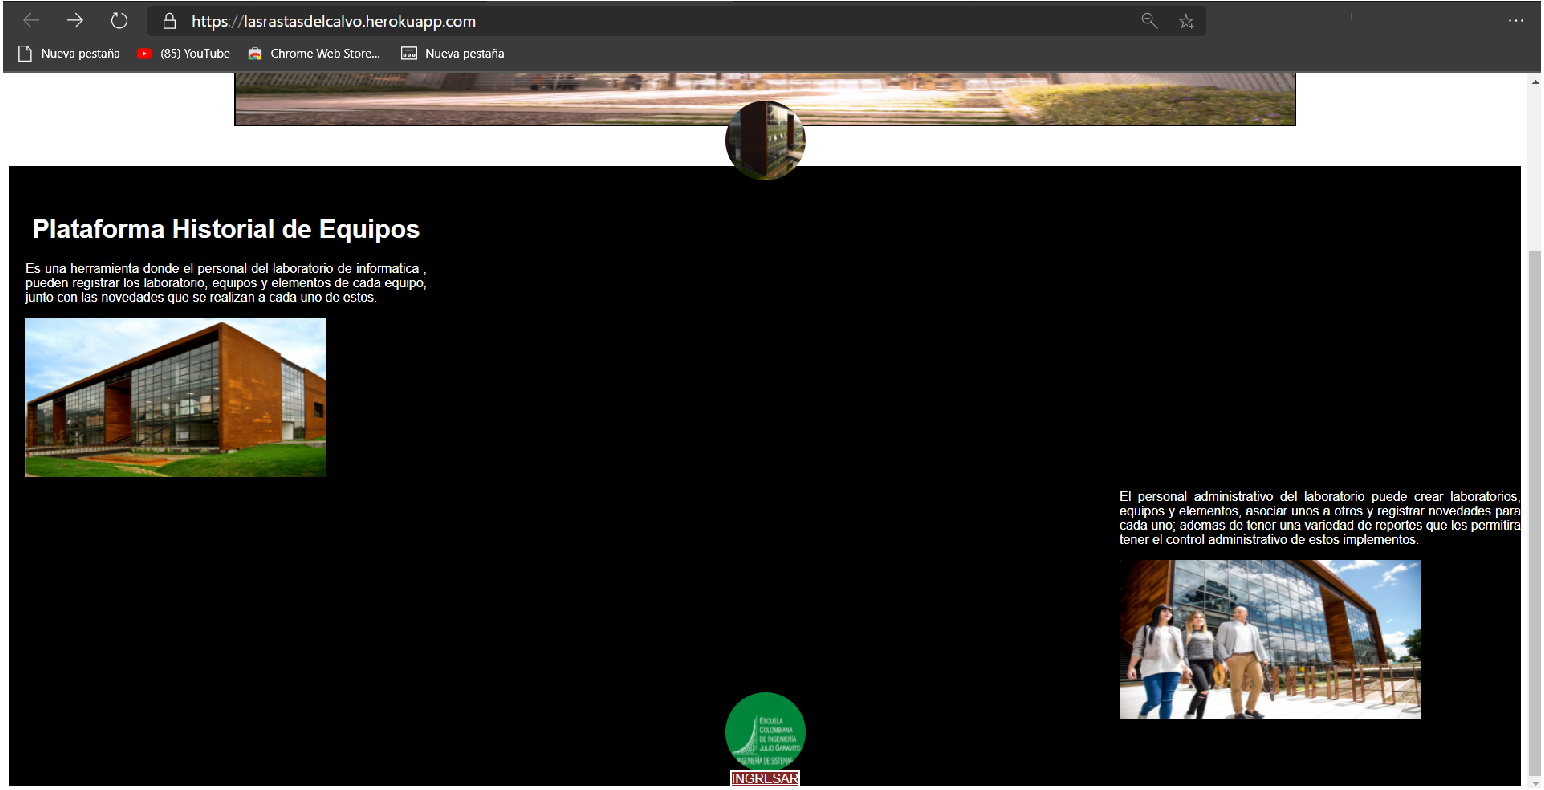 https://lasrastasdelcalvo.herokuapp.com
Nueva pestaña
(85) YouTube
Chrome Web Store...
Nueva pestaña
Plataforma Historial de Equipos
Es una herramienta donde el personal del laboratorio de informatica ,
pueden registrar los laboratorio, equipos y elementos de cada equipo,
junto con las novedades que se realizan a cada uno de estos.
El personal administrativo del laboratorio puede crear laboratorios,
equipos y elementos, asociar unos a otros y registrar novedades para
cada uno; ademas de tener una variedad de reportes que les permitira
tener el control administrativo de estos implementos.
ESCUELA
COLOMBIANA
DE INGENIERÍA
JULIO GARAVITO
INGENIERÍA DE SISTEMA
INGRESAR